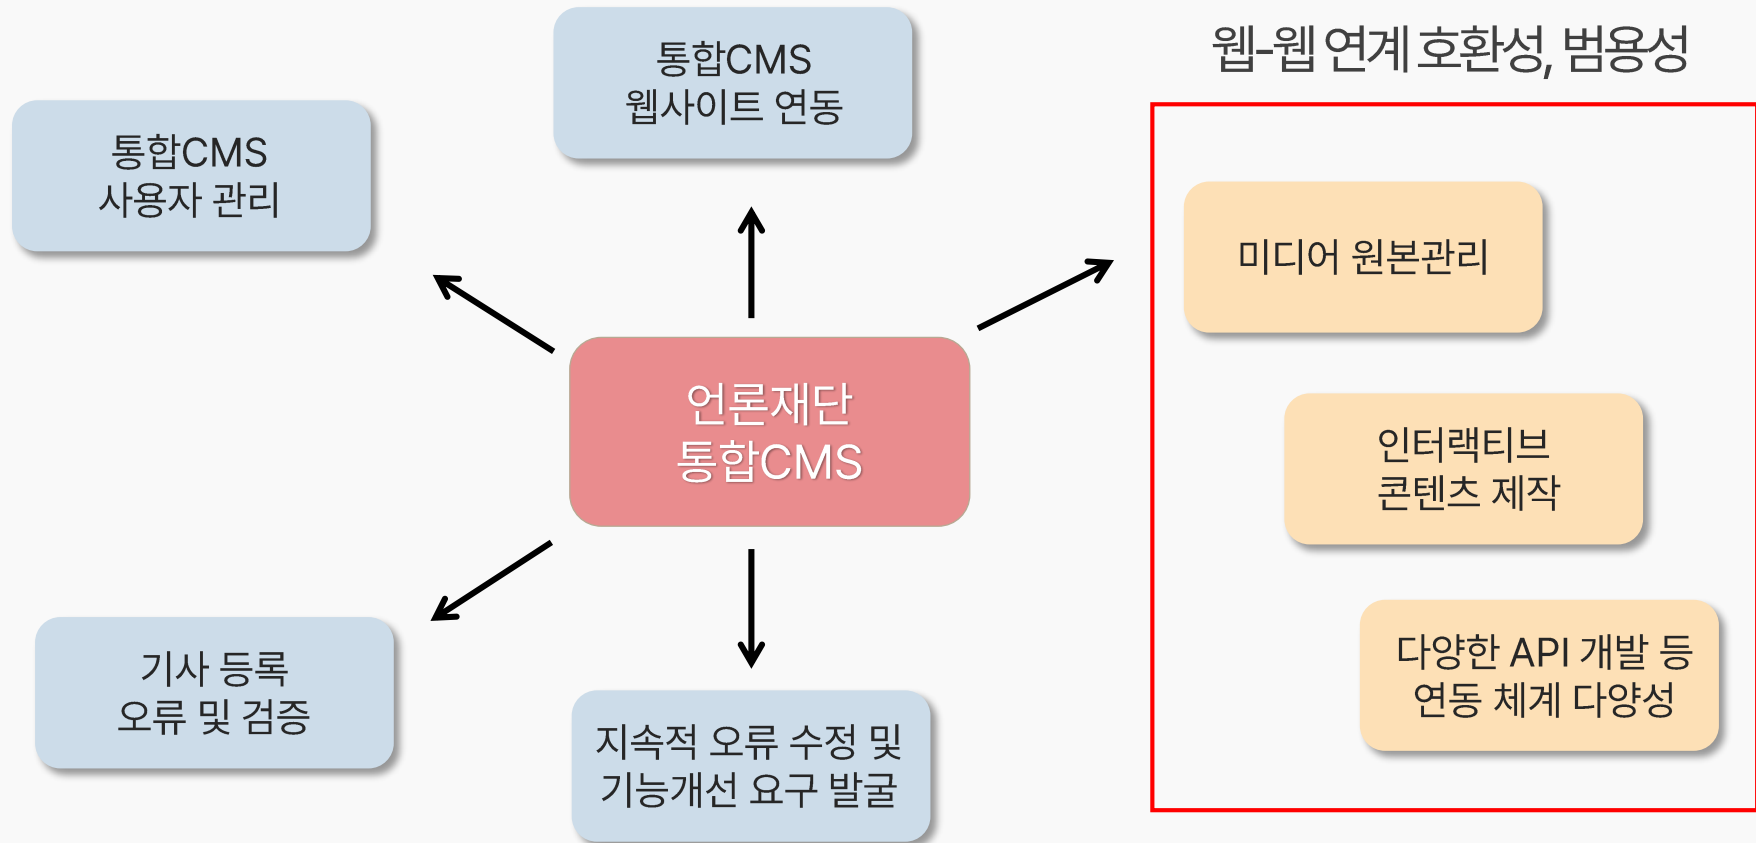 통합CMS
웹사이트 연동
웹-웹 연계 호환성, 범용성
통합CMS
사용자 관리
미디어 원본관리
언론재단
통합CMS
인터랙티브
콘텐츠 제작
기사 등록
오류 및 검증
다양한 API 개발 등
연동 체계 다양성
지속적 오류 수정 및
기능개선 요구 발굴